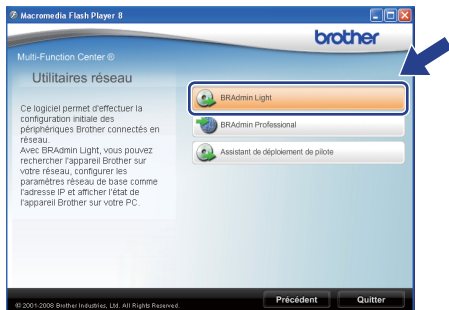 Macromedia Flash Player 8
brother
Multi-Function Center ®
Utilitaires réseau
Ce logiciel permet d'effectuer la
configuration initiale des
périphériques Brother connectés en
réseau.
Avec BRAdmin Light, vous pouvez
rechercher l'appareil Brother sur
votre réseau, configurer les
paramètres réseau de base comme
l'adresse IP et afficher l'état de
l'appareil Brother sur votre PC.
BRAdmin Light
BRAdmin Professional
Assistant de déploiement de pilote
© 2001-2008 Brother Industries, Ltd. All Rights Reserved.
Précédent
Quitter